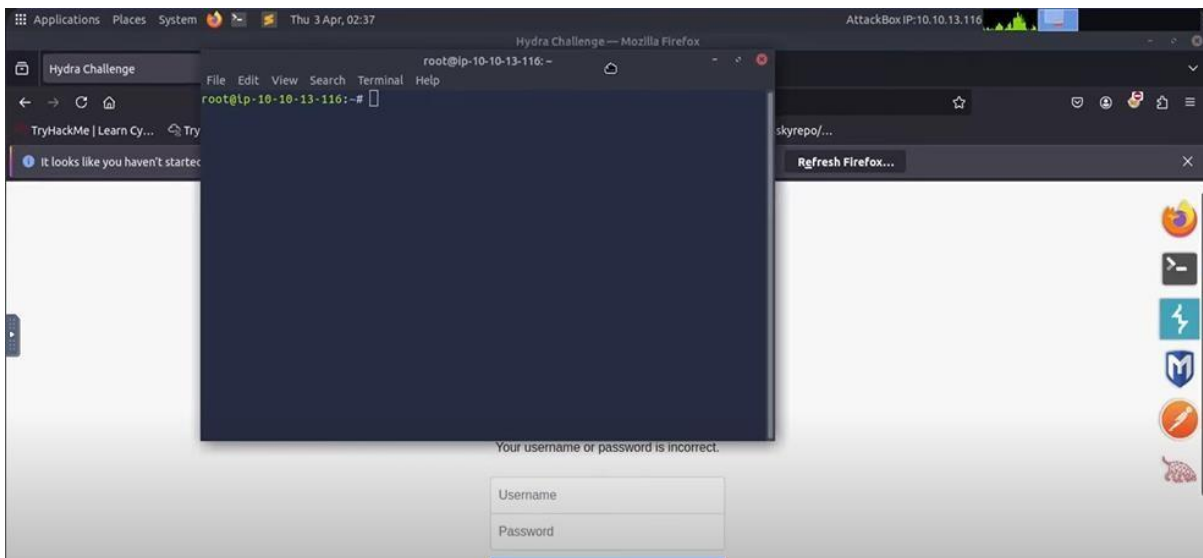 Applications Places System Thu 3 Apr, 02:37 AttackBox IP:10.10.13.116
Hydra Challenge — Mozilla Firefox
Hydra Challenge
root@ip-10-10-13-116: ~
File Edit View Search Terminal Help
root@ip-10-10-13-116:~#
TryHackMe | Learn Cy... Try
skyrepo/...
It looks like you haven't started
Refresh Firefox...
Your username or password is incorrect.
Username
Password